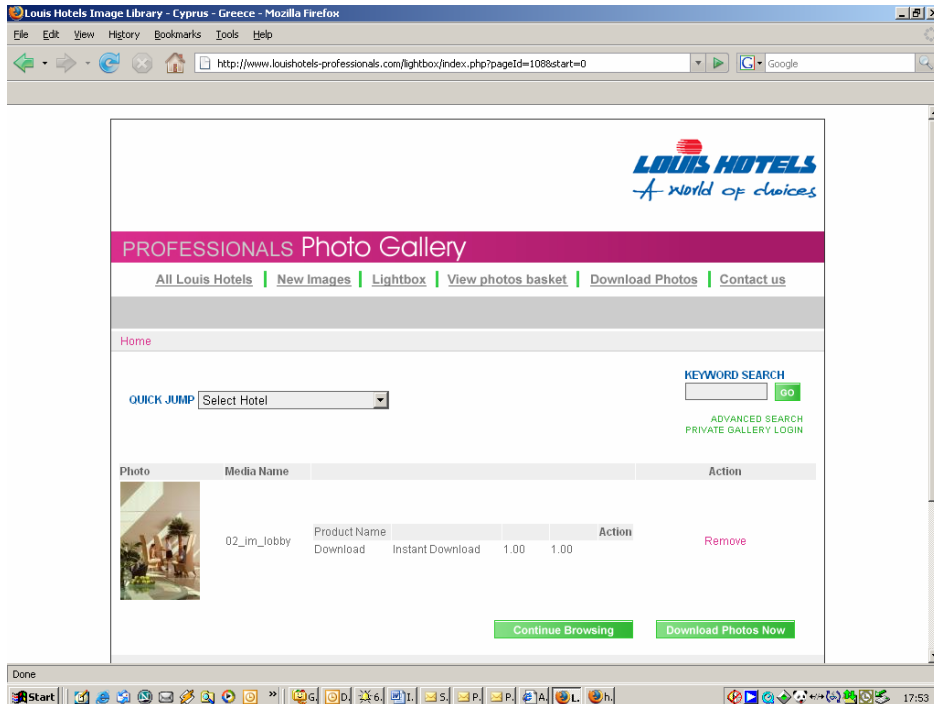 Louis Hotels Image Library - Cyprus - Greece - Mozilla Firefox
File Edit View History Bookmarks Tools Help
http://www.louishotels-professionals.com/lightbox/index.php?pageId=108&start=0
G Google
LOUIS HOTELS
A world of choices
PROFESSIONALS Photo Gallery
All Louis Hotels New Images Lightbox View photos basket Download Photos Contact us
Home
KEYWORD SEARCH
QUICK JUMP Select Hotel
GO
ADVANCED SEARCH
PRIVATE GALLERY LOGIN
Photo Media Name Action
02_im_lobby
Product Name Action
Download Instant Download 1.00 1.00
Remove
Continue Browsing Download Photos Now
Done
Start G. D. 6. I. S. P. P. A. L. h. 17:53